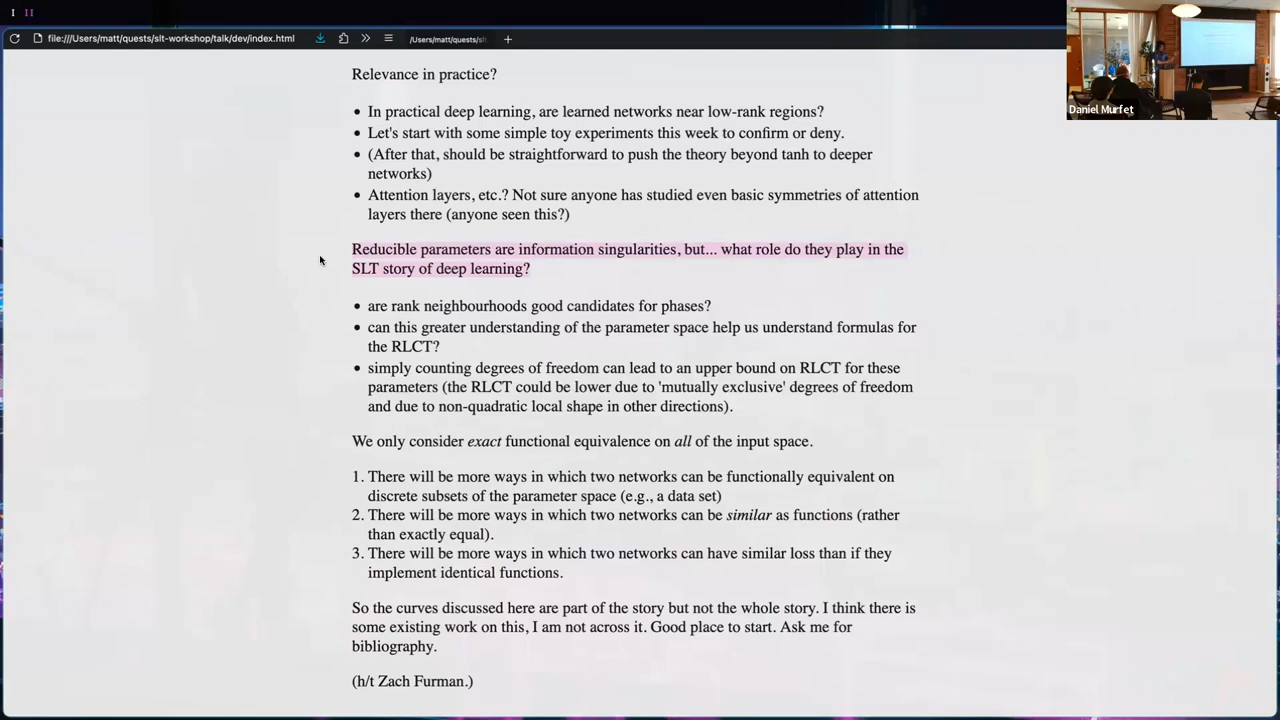 I II
file:///Users/matt/quests/slt-workshop/talk/dev/index.html
/Users/matt/quests/slt
Relevance in practice?
• In practical deep learning, are learned networks near low-rank regions?
• Let's start with some simple toy experiments this week to confirm or deny.
• (After that, should be straightforward to push the theory beyond tanh to deeper
networks)
• Attention layers, etc.? Not sure anyone has studied even basic symmetries of attention
layers there (anyone seen this?)
Reducible parameters are information singularities, but... what role do they play in the
SLT story of deep learning?
• are rank neighbourhoods good candidates for phases?
• can this greater understanding of the parameter space help us understand formulas for
the RLCT?
• simply counting degrees of freedom can lead to an upper bound on RLCT for these
parameters (the RLCT could be lower due to 'mutually exclusive' degrees of freedom
and due to non-quadratic local shape in other directions).
We only consider exact functional equivalence on all of the input space.
1. There will be more ways in which two networks can be functionally equivalent on
discrete subsets of the parameter space (e.g., a data set)
2. There will be more ways in which two networks can be similar as functions (rather
than exactly equal).
3. There will be more ways in which two networks can have similar loss than if they
implement identical functions.
So the curves discussed here are part of the story but not the whole story. I think there is
some existing work on this, I am not across it. Good place to start. Ask me for
bibliography.
(h/t Zach Furman.)
Daniel Murfet